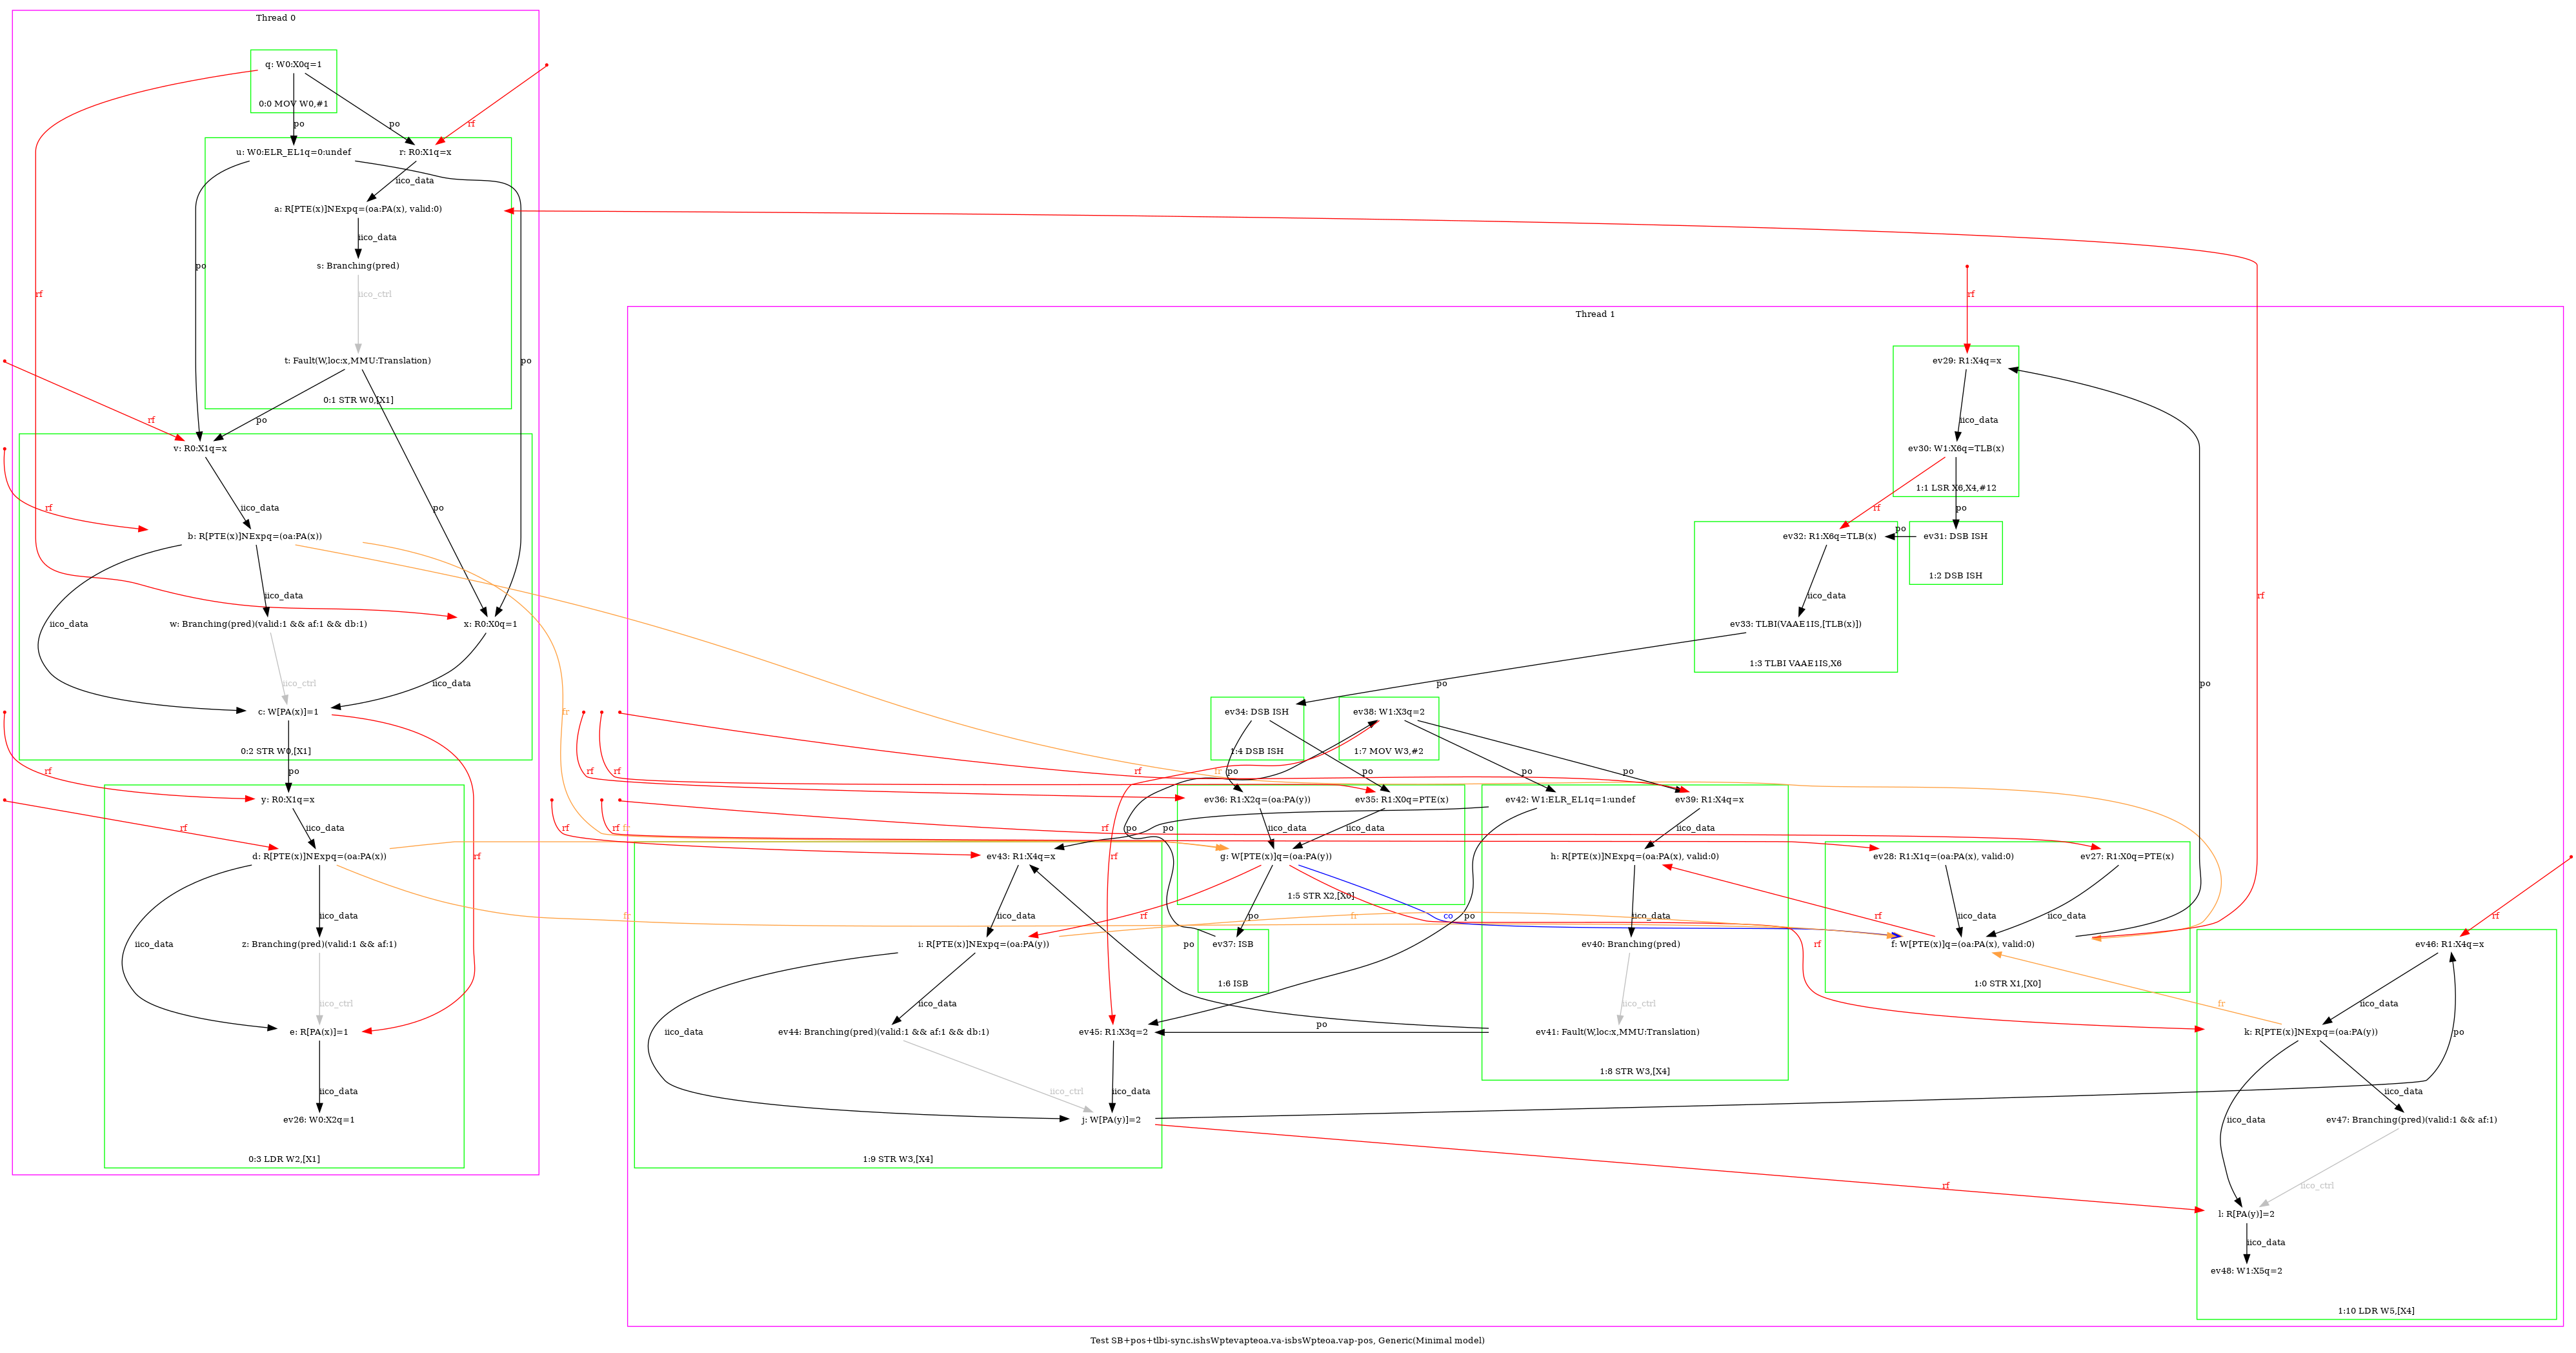 Thread 0
q: W0:X0q=1
0:0 MOV W0,#1
po
po
rf
rf
u: W0:ELR_EL1q=0:undef
r: R0:X1q=x
iico_data
a: R[PTE(x)]NExpq=(oa:PA(x), valid:0)
iico_data
s: Branching(pred)
iico_ctrl
t: Fault(W,loc:x,MMU:Translation)
0:1 STR W0,[X1]
po
po
po
po
rf
v: R0:X1q=x
rf
iico_data
b: R[PTE(x)]NExpq=(oa:PA(x))
iico_data
iico_data
w: Branching(pred)(valid:1 && af:1 && db:1)
x: R0:X0q=1
iico_ctrl
iico_data
c: W[PA(x)]=1
0:2 STR W0,[X1]
po
rf
rf
fr
fr
y: R0:X1q=x
rf
iico_data
d: R[PTE(x)]NExpq=(oa:PA(x))
fr
fr
iico_data
iico_data
z: Branching(pred)(valid:1 && af:1)
iico_ctrl
e: R[PA(x)]=1
iico_data
ev26: W0:X2q=1
0:3 LDR W2,[X1]
Thread 1
rf
rf
ev29: R1:X4q=x
iico_data
ev30: W1:X6q=TLB(x)
1:1 LSR X6,X4,#12
rf
po
po
po
ev32: R1:X6q=TLB(x)
ev31: DSB ISH
1:2 DSB ISH
iico_data
ev33: TLBI(VAAE1IS,[TLB(x)])
1:3 TLBI VAAE1IS,X6
po
ev34: DSB ISH
1:4 DSB ISH
ev38: W1:X3q=2
1:7 MOV W3,#2
rf
rf
rf
po
po
po
po
ev36: R1:X2q=(oa:PA(y))
ev35: R1:X0q=PTE(x)
ev42: W1:ELR_EL1q=1:undef
ev39: R1:X4q=x
rf
rf
rf
po
po
iico_data
iico_data
iico_data
ev43: R1:X4q=x
g: W[PTE(x)]q=(oa:PA(y))
1:5 STR X2,[X0]
h: R[PTE(x)]NExpq=(oa:PA(x), valid:0)
ev28: R1:X1q=(oa:PA(x), valid:0)
ev27: R1:X0q=PTE(x)
rf
iico_data
rf
po
fr
co
po
iico_data
rf
iico_data
iico_data
rf
i: R[PTE(x)]NExpq=(oa:PA(y))
ev37: ISB
1:6 ISB
po
ev40: Branching(pred)
rf
f: W[PTE(x)]q=(oa:PA(x), valid:0)
1:0 STR X1,[X0]
ev46: R1:X4q=x
iico_data
iico_data
iico_ctrl
fr
iico_data
po
ev44: Branching(pred)(valid:1 && af:1 && db:1)
ev45: R1:X3q=2
po
ev41: Fault(W,loc:x,MMU:Translation)
1:8 STR W3,[X4]
k: R[PTE(x)]NExpq=(oa:PA(y))
iico_ctrl
iico_data
iico_data
iico_data
j: W[PA(y)]=2
1:9 STR W3,[X4]
ev47: Branching(pred)(valid:1 && af:1)
rf
iico_ctrl
l: R[PA(y)]=2
iico_data
ev48: W1:X5q=2
1:10 LDR W5,[X4]
Test SB+pos+tlbi-sync.ishsWptevapteoa.va-isbsWpteoa.vap-pos, Generic(Minimal model)